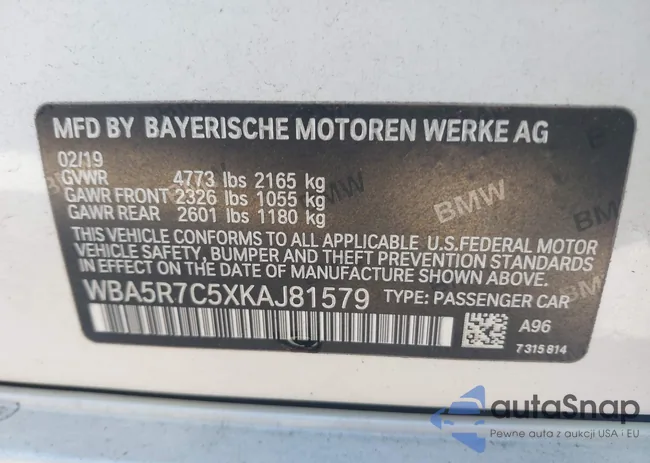 MFD BY BAYERISCHE MOTOREN WERKE AG
02/19
GVWR 4773 lbs 2165 kg
GAWR FRONT 2326 lbs 1055 kg
GAWR REAR 2601 lbs 1180 kg
BMW
BMW
BMW
THIS VEHICLE CONFORMS TO ALL APPLICABLE U.S.FEDERAL MOTOR
VEHICLE SAFETY, BUMPER AND THEFT PREVENTION STANDARDS
IN EFFECT ON THE DATE OF MANUFACTURE SHOWN ABOVE.
WBA5R7C5XKAJ81579 TYPE: PASSENGER CAR
A96
7315814
autoSnap
Pewne auta z aukcji USA i EU